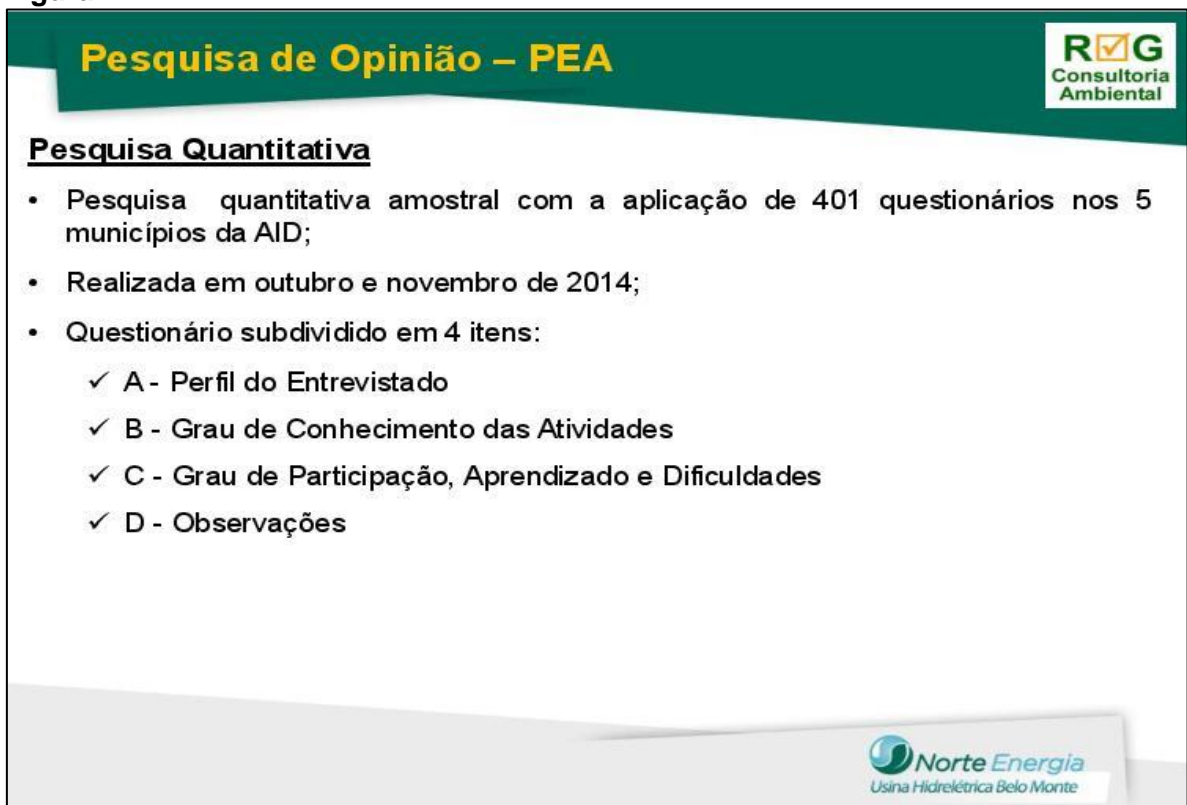 Pesquisa de Opinião – PEA
R G
Consultoria
Ambiental
Pesquisa Quantitativa
• Pesquisa quantitativa amostral com a aplicação de 401 questionários nos 5
municípios da AID;
• Realizada em outubro e novembro de 2014;
• Questionário subdividido em 4 itens:
✓ A - Perfil do Entrevistado
✓ B - Grau de Conhecimento das Atividades
✓ C - Grau de Participação, Aprendizado e Dificuldades
✓ D - Observações
Norte Energia
Usina Hidrelétrica Belo Monte